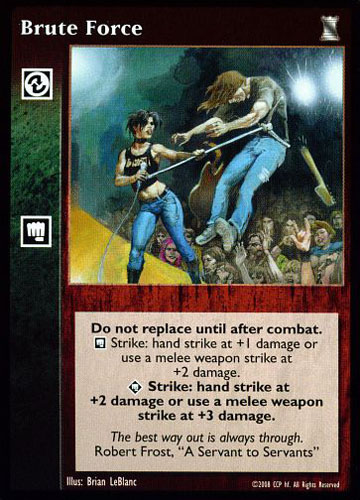 Brute Force
Do not replace until after combat.
Strike: hand strike at +1 damage or
use a melee weapon strike at
+2 damage.
Strike: hand strike at
+2 damage or use a melee weapon
strike at +3 damage.
The best way out is always through.
Robert Frost, "A Servant to Servants"
Illus: Brian LeBlanc
©2008 CCP hf. All Rights Reserved